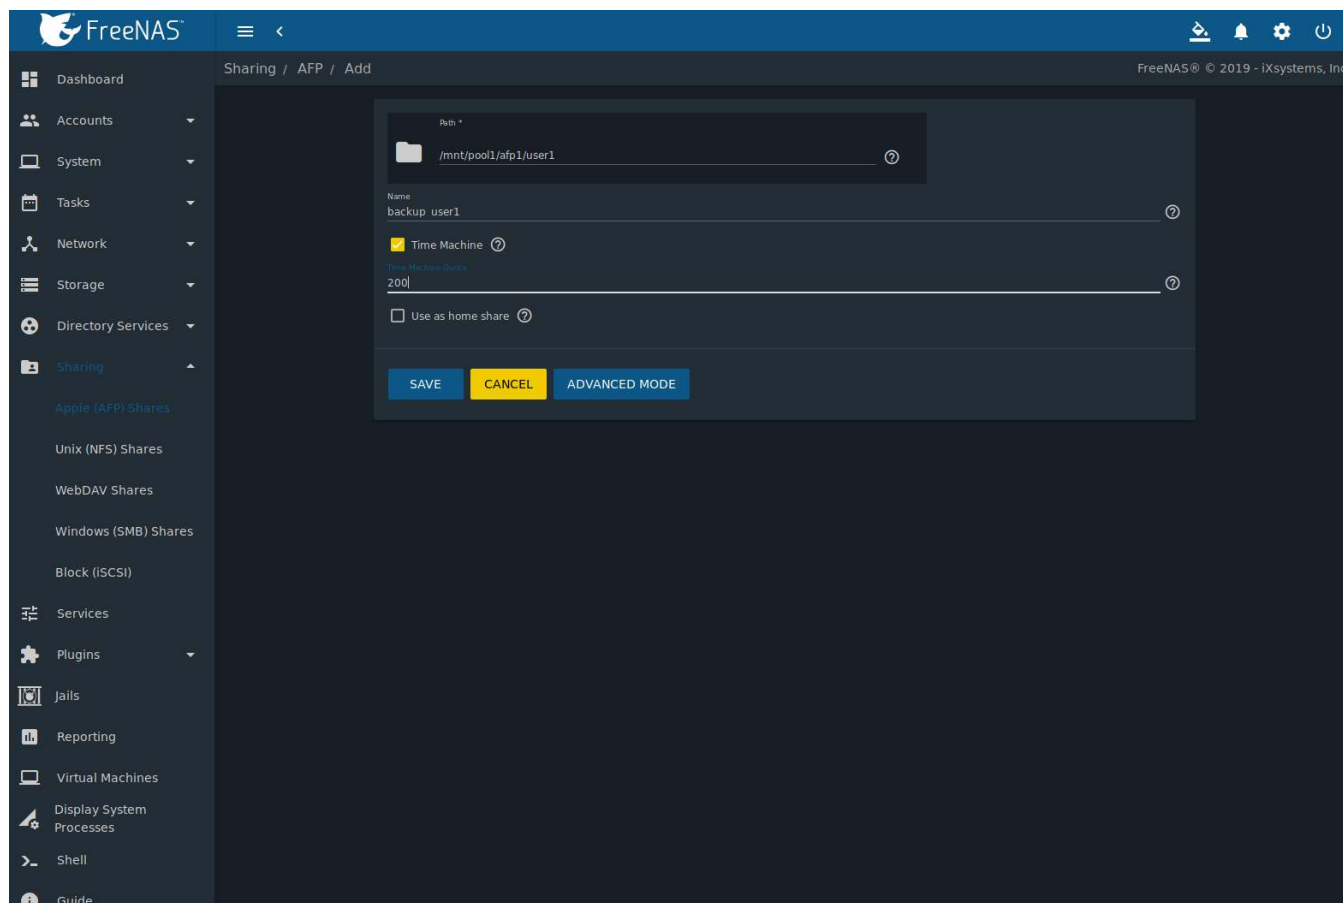 FreeNAS
Sharing / AFP / Add
FreeNAS® © 2019 - iXsystems, Inc
Dashboard
Accounts
System
Tasks
Network
Storage
Directory Services
Sharing
Apple (AFP) Shares
Unix (NFS) Shares
WebDAV Shares
Windows (SMB) Shares
Block (iSCSI)
Services
Plugins
Jails
Reporting
Virtual Machines
Display System
Processes
Shell
Guide
Path *
/mnt/pool1/afp1/user1
Name
backup user1
Time Machine
Time Machine Quota
200
Use as home share
SAVE CANCEL ADVANCED MODE